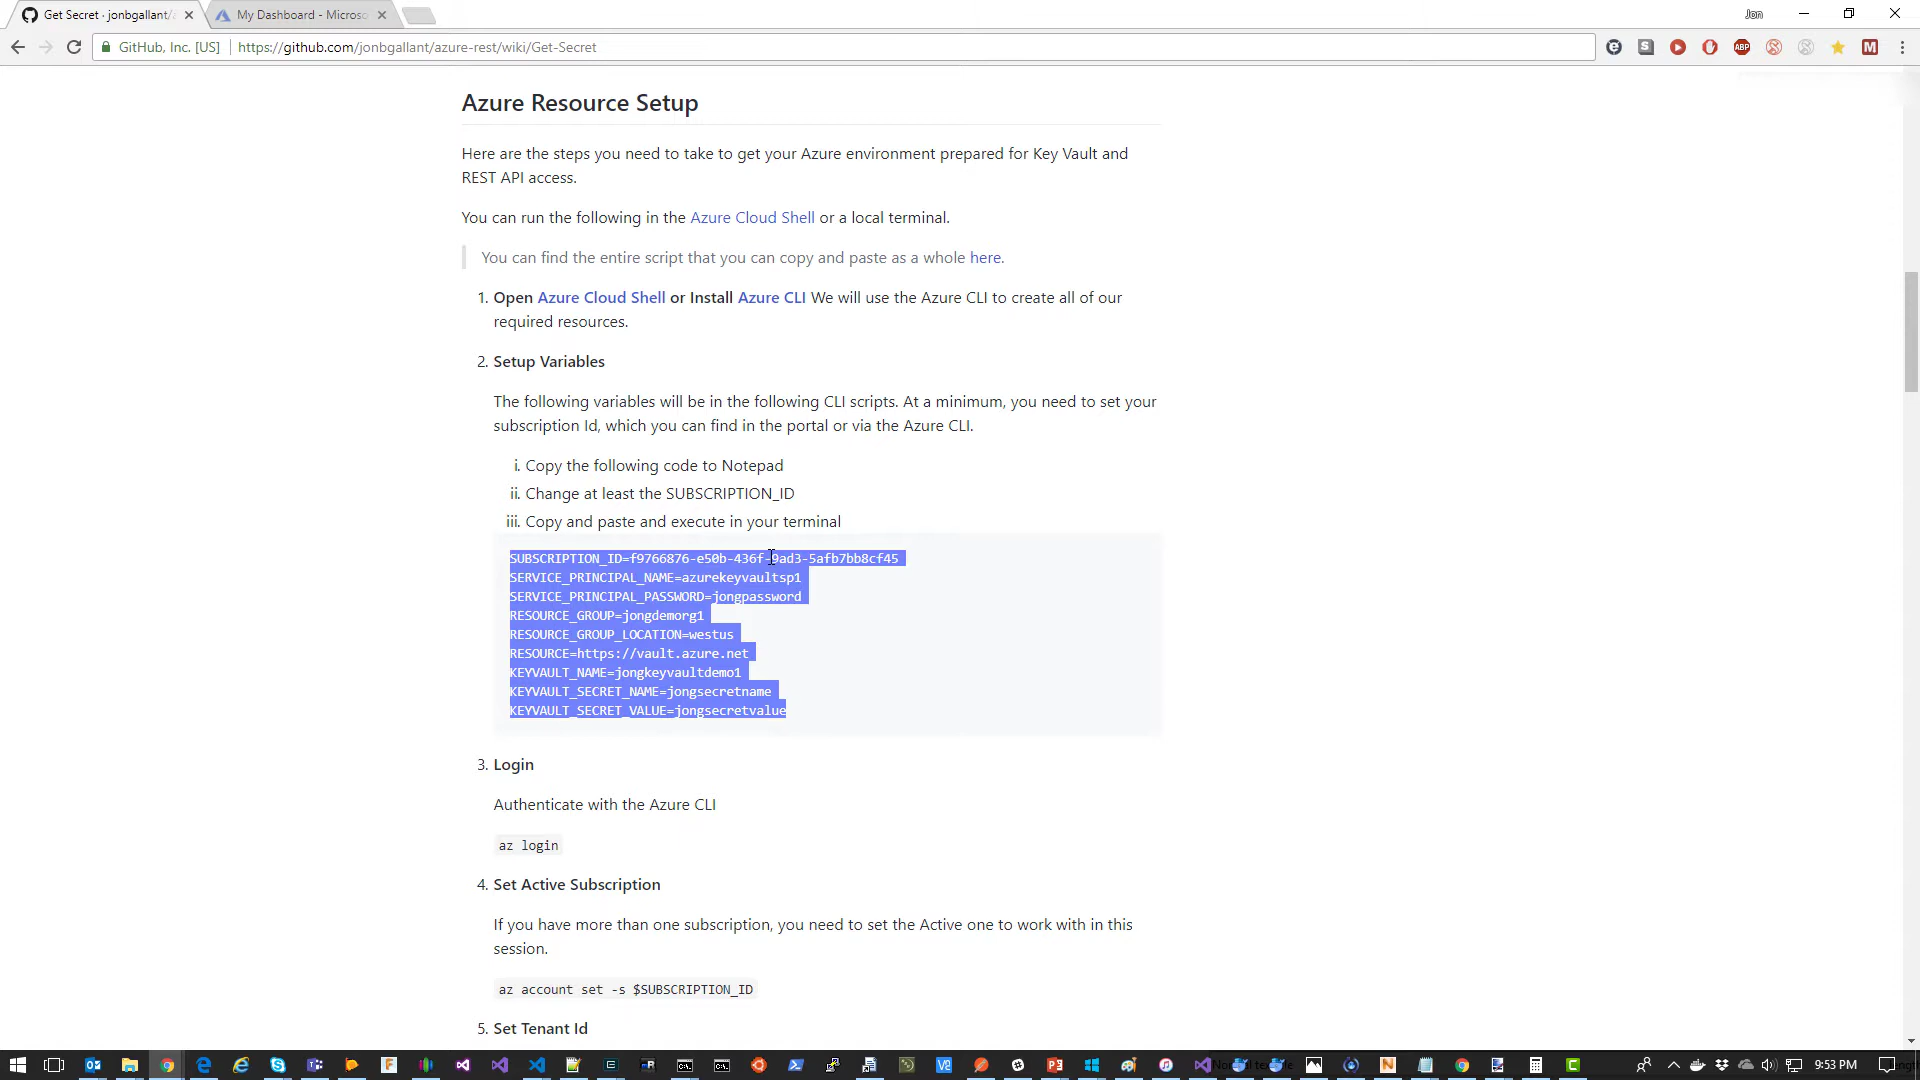 Get Secret · jonbgallant/
My Dashboard - Microso
Jon
GitHub, Inc. [US]
https://github.com/jonbgallant/azure-rest/wiki/Get-Secret
Azure Resource Setup
Here are the steps you need to take to get your Azure environment prepared for Key Vault and
REST API access.
You can run the following in the Azure Cloud Shell or a local terminal.
You can find the entire script that you can copy and paste as a whole here.
1. Open Azure Cloud Shell or Install Azure CLI We will use the Azure CLI to create all of our
required resources.
2. Setup Variables
The following variables will be in the following CLI scripts. At a minimum, you need to set your
subscription Id, which you can find in the portal or via the Azure CLI.
i. Copy the following code to Notepad
ii. Change at least the SUBSCRIPTION_ID
iii. Copy and paste and execute in your terminal
SUBSCRIPTION_ID=f9766876-e50b-436f-9ad3-5afb7bb8cf45
SERVICE_PRINCIPAL_NAME=azurekeyvaultsp1
SERVICE_PRINCIPAL_PASSWORD=jongpassword
RESOURCE_GROUP=jongdemorg1
RESOURCE_GROUP_LOCATION=westus
RESOURCE=https://vault.azure.net
KEYVAULT_NAME=jongkeyvaultdemo1
KEYVAULT_SECRET_NAME=jongsecretname
KEYVAULT_SECRET_VALUE=jongsecretvalue
3. Login
Authenticate with the Azure CLI
az login
4. Set Active Subscription
If you have more than one subscription, you need to set the Active one to work with in this
session.
az account set -s $SUBSCRIPTION_ID
5. Set Tenant Id
9:53 PM